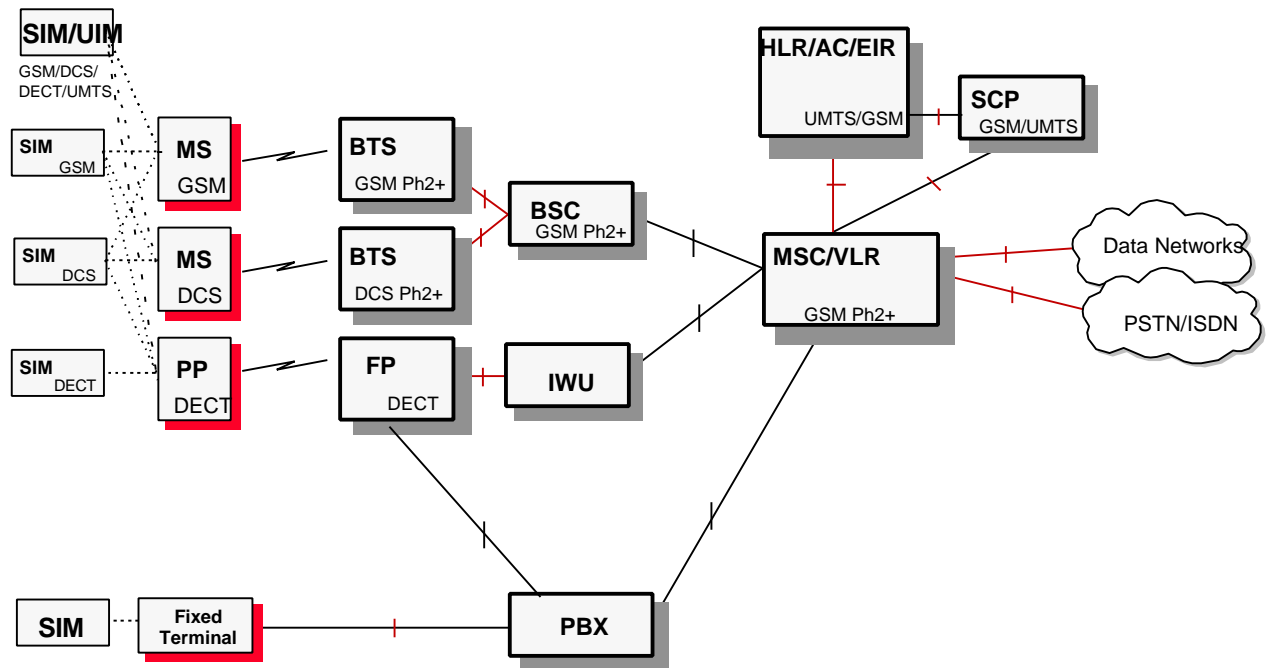 SIM/UIM
GSM/DCS/
DECT/UMTS
SIM
GSM
SIM
DCS
SIM
DECT
MS
GSM
MS
DCS
PP
DECT
BTS
GSM Ph2+
BTS
DCS Ph2+
FP
DECT
BSC
GSM Ph2+
IWU
HLR/AC/EIR
UMTS/GSM
SCP
GSM/UMTS
MSC/VLR
GSM Ph2+
Data Networks
PSTN/ISDN
SIM
Fixed
Terminal
PBX